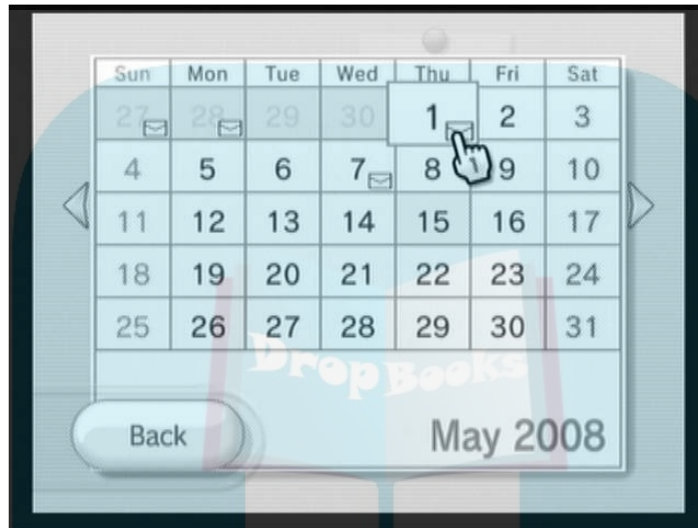 Sun Mon Tue Wed Thu Fri Sat
27 28 29 30 1 2 3
4 5 6 7 8 9 10
11 12 13 14 15 16 17
18 19 20 21 22 23 24
25 26 27 28 29 30 31
Drop Books
Back May 2008